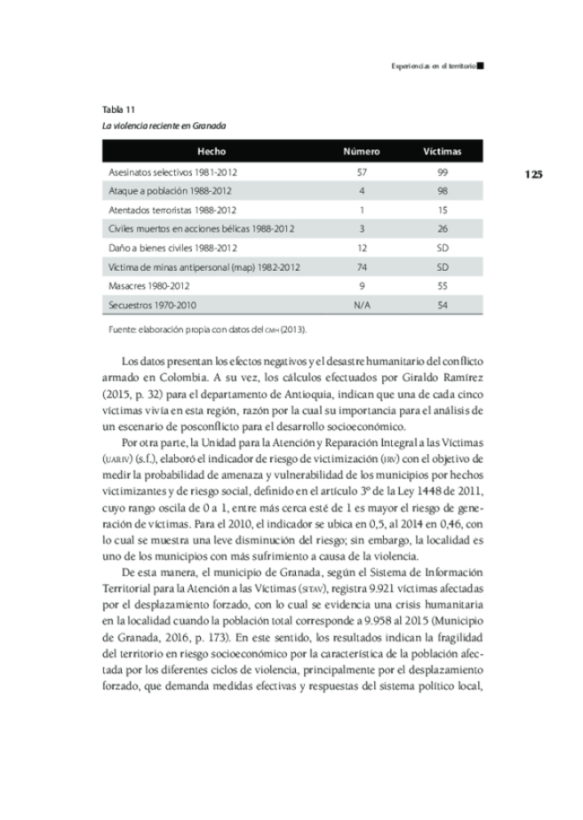 Experiencias en el territorio
Tabla 11
La violencia reciente en Granada
Hecho Número Víctimas
125
Asesinatos selectivos 1981-2012 57 99
Ataque a población 1988-2012 4 98
Atentados terroristas 1988-2012 1 15
Civiles muertos en acciones bélicas 1988-2012 3 26
Daño a bienes civiles 1988-2012 12 SD
Víctima de minas antipersonal (map) 1982-2012 74 SD
Masacres 1980-2012 9 55
Secuestros 1970-2010 N/A 54
Fuente: elaboración propia con datos del CMH (2013).
Los datos presentan los efectos negativos y el desastre humanitario del conflicto
armado en Colombia. A su vez, los cálculos efectuados por Giraldo Ramírez
(2015, p. 32) para el departamento de Antioquia, indican que una de cada cinco
víctimas vivía en esta región, razón por la cual su importancia para el análisis de
un escenario de posconflicto para el desarrollo socioeconómico.
Por otra parte, la Unidad para la Atención y Reparación Integral a las Víctimas
(UARIV) (s.f.), elaboró el indicador de riesgo de victimización (IRV) con el objetivo de
medir la probabilidad de amenaza y vulnerabilidad de los municipios por hechos
victimizantes y de riesgo social, definido en el artículo 3º de la Ley 1448 de 2011,
cuyo rango oscila de 0 a 1, entre más cerca esté de 1 es mayor el riesgo de gene-
ración de víctimas. Para el 2010, el indicador se ubica en 0,5, al 2014 en 0,46, con
lo cual se muestra una leve disminución del riesgo; sin embargo, la localidad es
uno de los municipios con más sufrimiento a causa de la violencia.
De esta manera, el municipio de Granada, según el Sistema de Información
Territorial para la Atención a las Víctimas (SITAV), registra 9.921 víctimas afectadas
por el desplazamiento forzado, con lo cual se evidencia una crisis humanitaria
en la localidad cuando la población total corresponde a 9.958 al 2015 (Municipio
de Granada, 2016, p. 173). En este sentido, los resultados indican la fragilidad
del territorio en riesgo socioeconómico por la característica de la población afec-
tada por los diferentes ciclos de violencia, principalmente por el desplazamiento
forzado, que demanda medidas efectivas y respuestas del sistema político local,